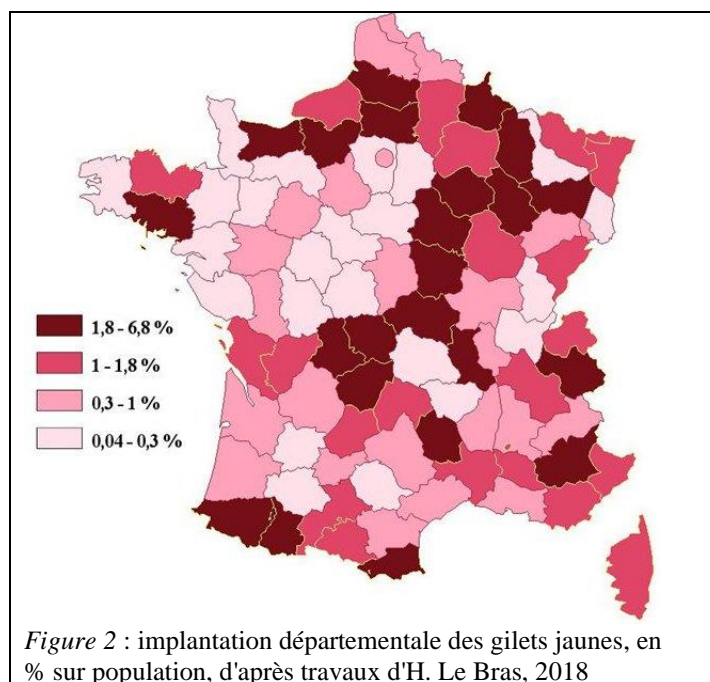 1,8 - 6,8 %
1 - 1,8 %
0,3 - 1 %
0,04 - 0,3 %
Figure 2 : implantation départementale des gilets jaunes, en
% sur population, d'après travaux d'H. Le Bras, 2018